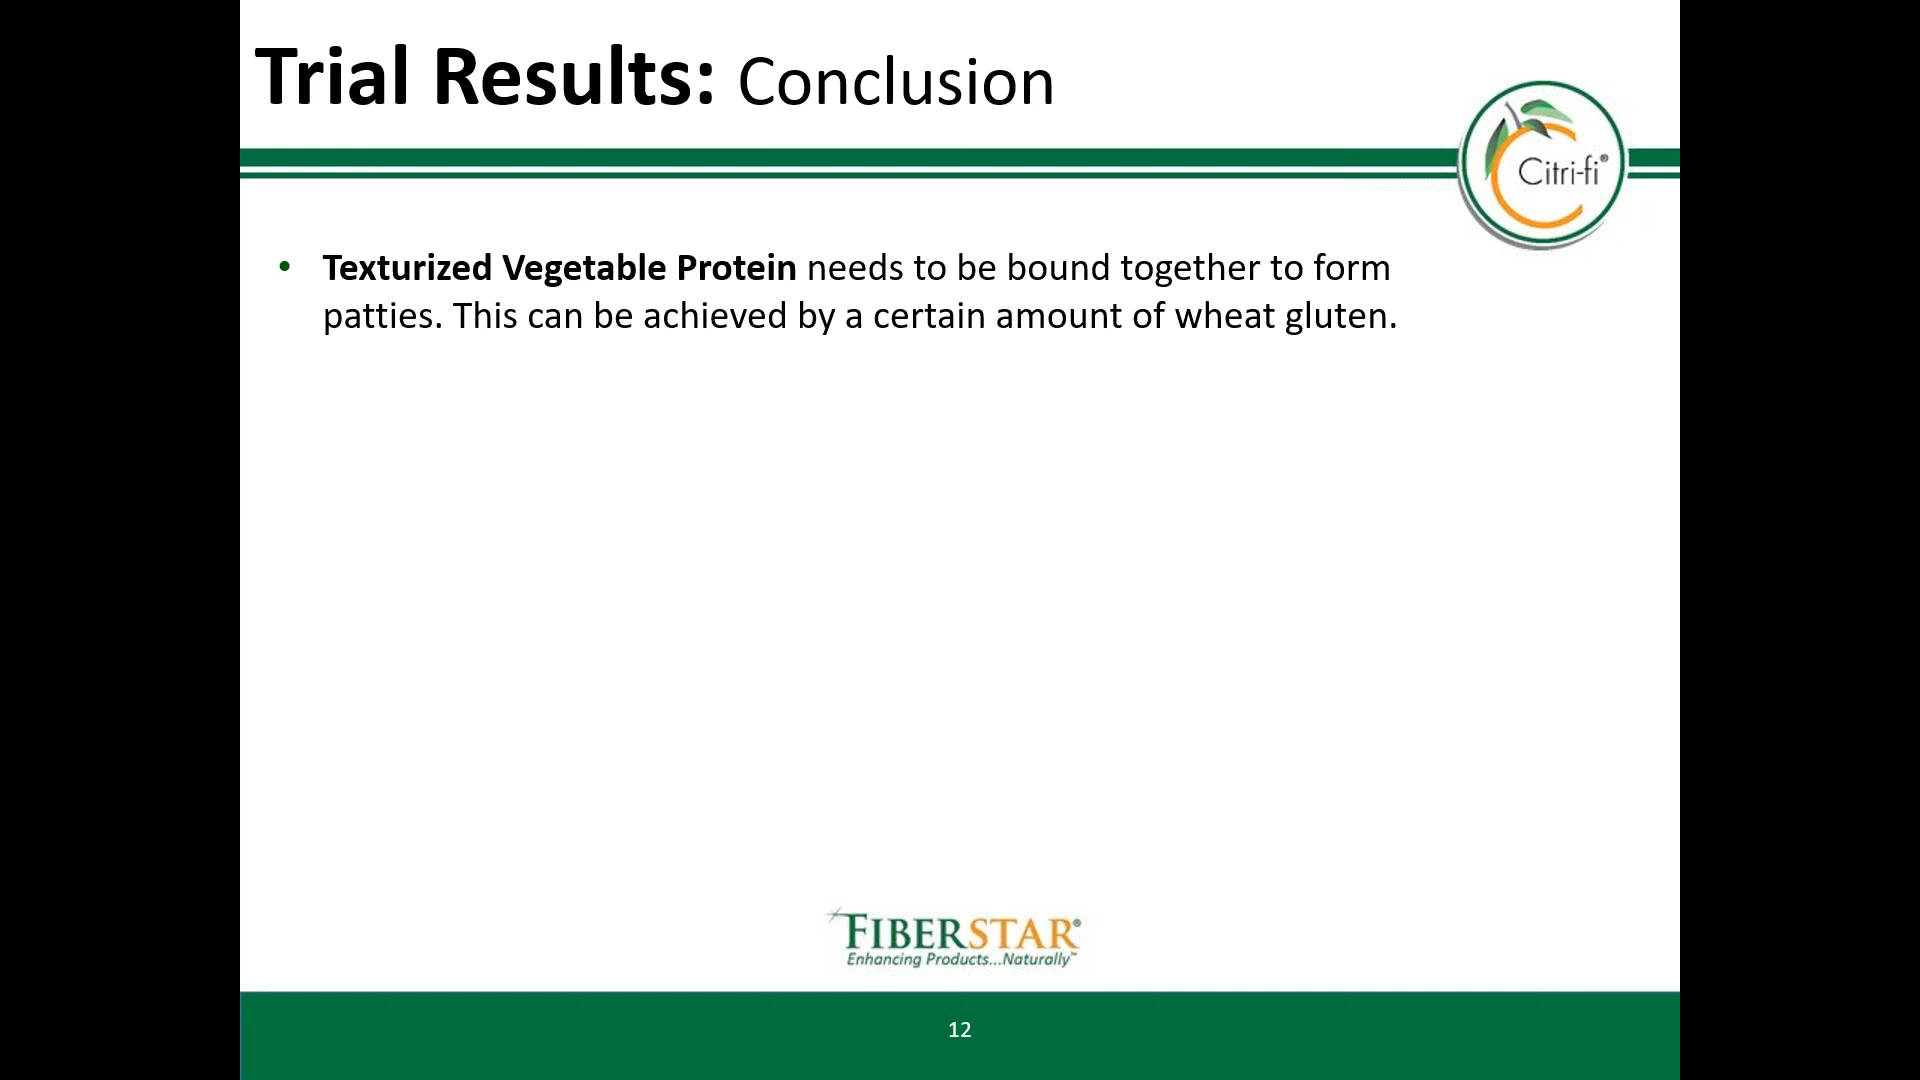 Trial Results: Conclusion
Citri-fi®
• Texturized Vegetable Protein needs to be bound together to form
patties. This can be achieved by a certain amount of wheat gluten.
FIBERSTAR®
Enhancing Products...Naturally™
12